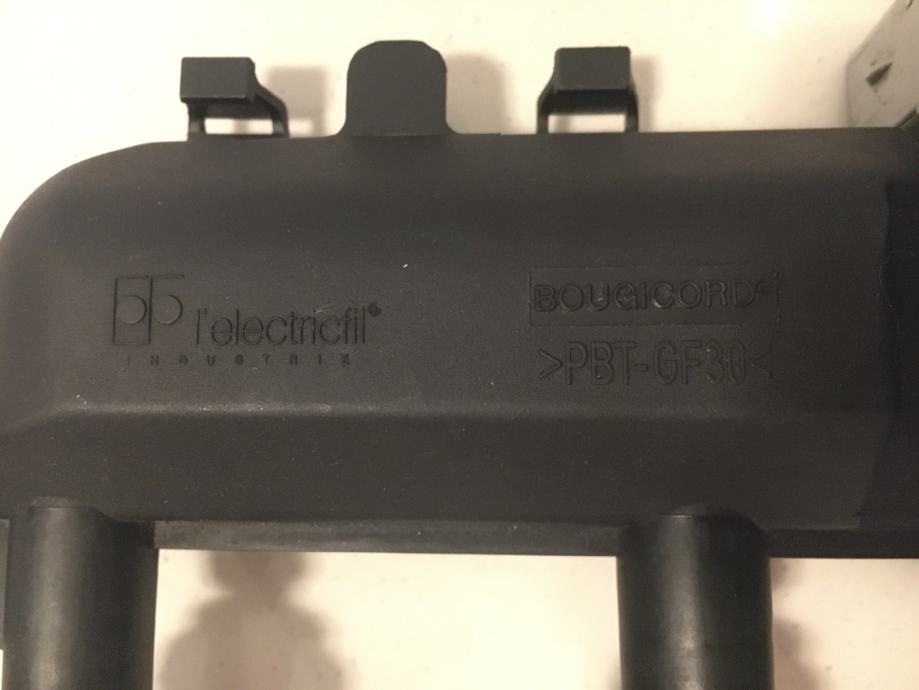 l'electricfil®
INDUSTRIE
BOUGICORD®
>PBT-GF30<